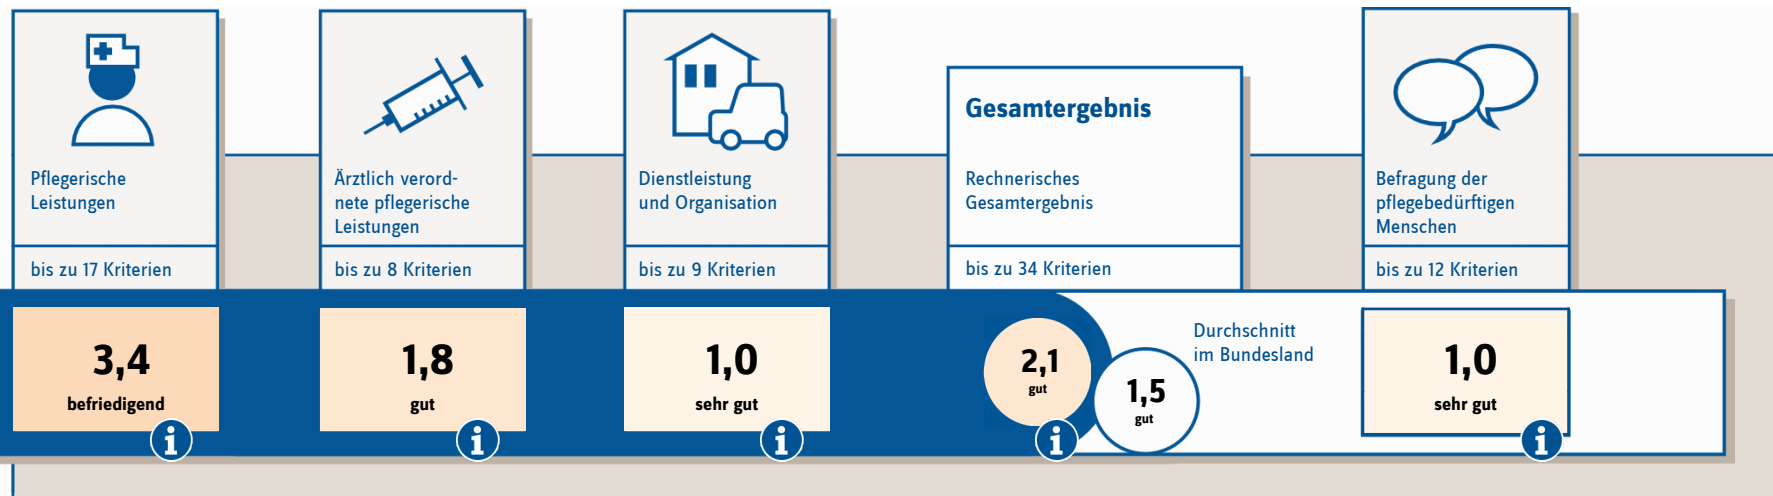 Pflegerische
Leistungen
bis zu 17 Kriterien
3,4
befriedigend
i
Ärztlich verord-
nete pflegerische
Leistungen
bis zu 8 Kriterien
1,8
gut
i
Dienstleistung
und Organisation
bis zu 9 Kriterien
1,0
sehr gut
i
Gesamtergebnis
Rechnerisches
Gesamtergebnis
bis zu 34 Kriterien
2,1
gut
i
1,5
gut
Durchschnitt
im Bundesland
Befragung der
pflegebedürftigen
Menschen
bis zu 12 Kriterien
1,0
sehr gut
i